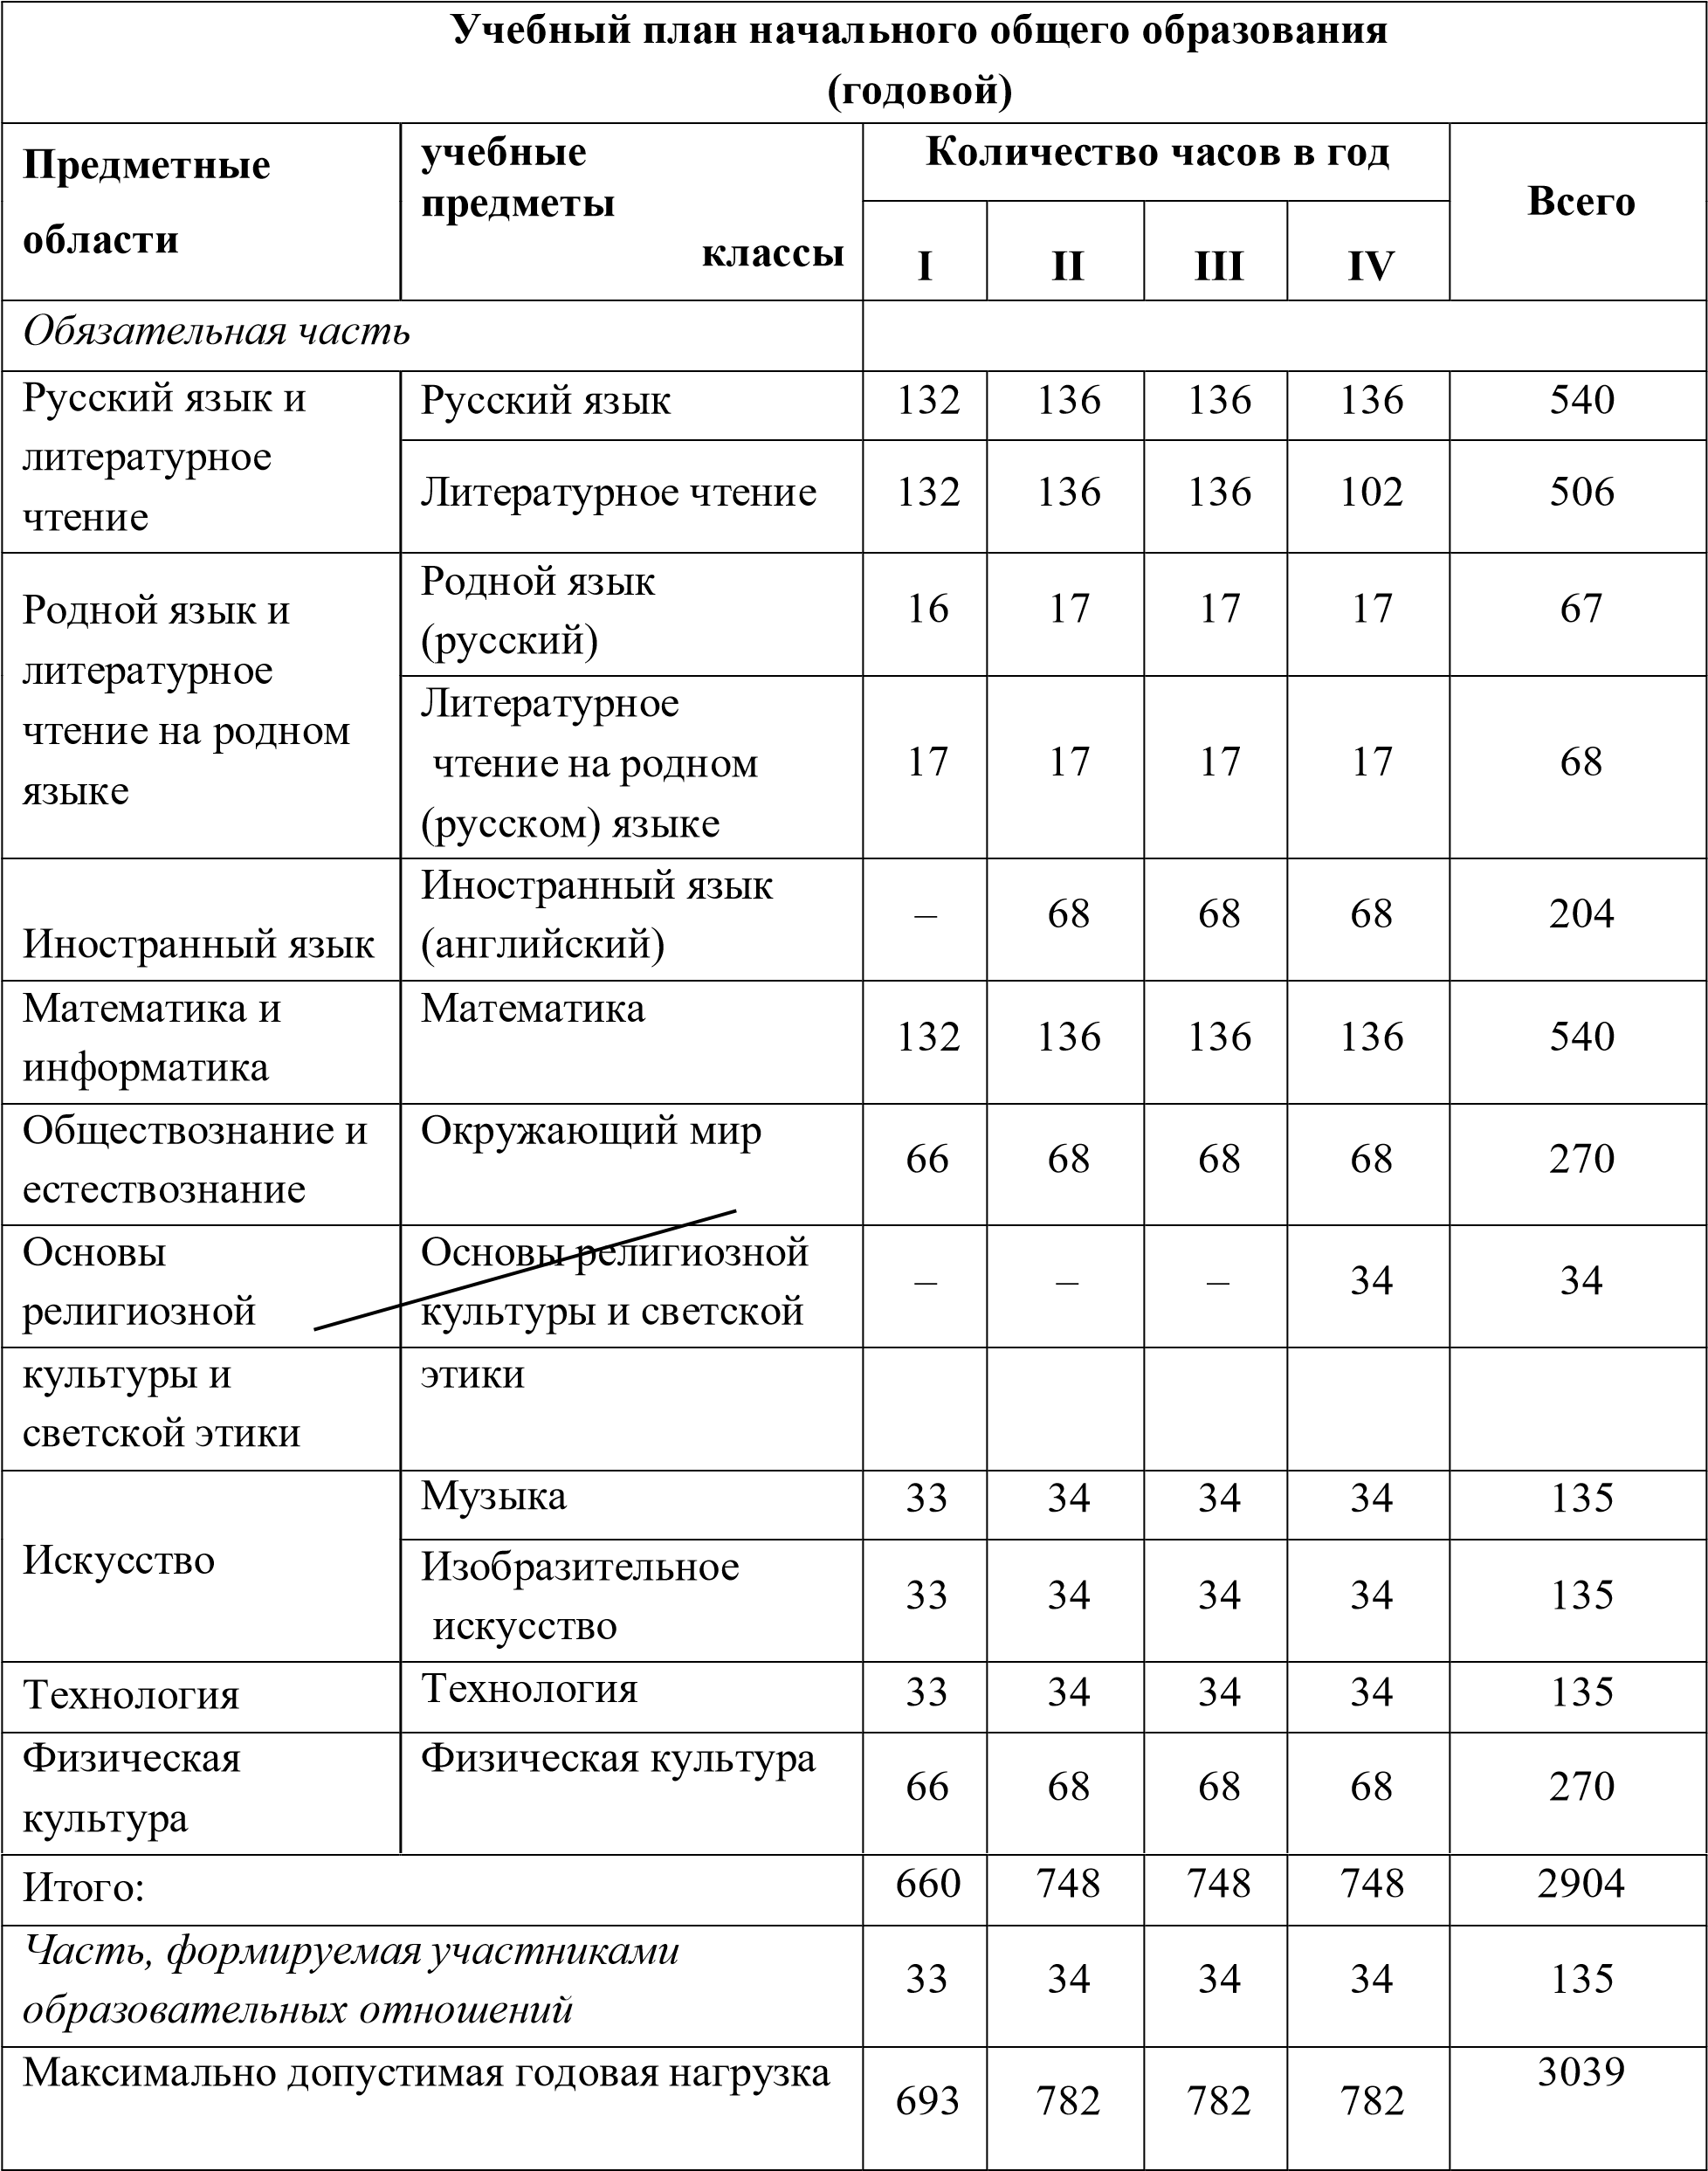 Учебный план начального общего образования
(годовой)
Предметные
области
учебные
предметы
классы
Количество часов в год
Всего
I II III IV
Обязательная часть
Русский язык и
литературное
чтение
Русский язык 132 136 136 136 540
Литературное чтение 132 136 136 102 506
Родной язык и
литературное
чтение на родном
языке
Родной язык
(русский)
16 17 17 17 67
Литературное
чтение на родном
(русском) языке
17 17 17 17 68
Иностранный язык
Иностранный язык
(английский)
– 68 68 68 204
Математика и
информатика
Математика
132 136 136 136 540
Обществознание и
естествознание
Окружающий мир
66 68 68 68 270
Основы
религиозной
Основы религиозной
культуры и светской
– – – 34 34
культуры и
светской этики
этики
Искусство
Музыка 33 34 34 34 135
Изобразительное
искусство
33 34 34 34 135
Технология Технология 33 34 34 34 135
Физическая
культура
Физическая культура
66 68 68 68 270
Итого: 660 748 748 748 2904
Часть, формируемая участниками
образовательных отношений
33 34 34 34 135
Максимально допустимая годовая нагрузка
693 782 782 782 3039